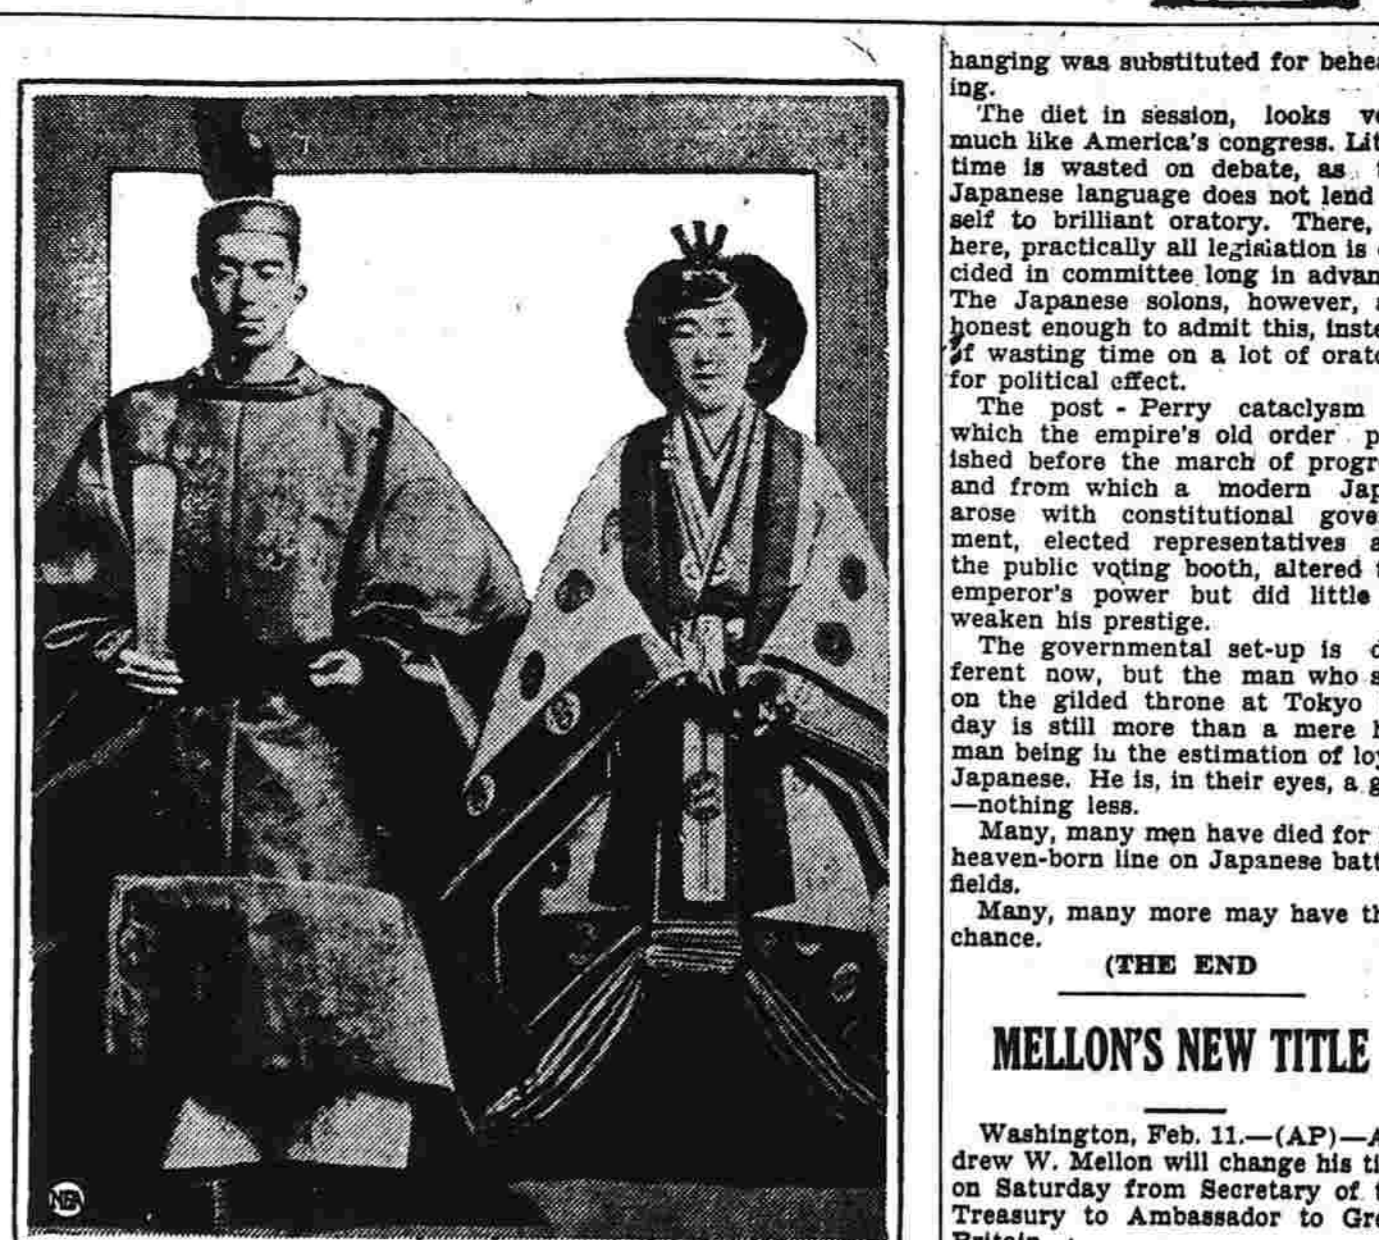 NEA
hanging was substituted for behea
ing.
The diet in session, looks ve
much like America's congress. Lit
time is wasted on debate, as t
Japanese language does not lend
self to brilliant oratory. There,
here, practically all legislation is
cided in committee long in advan
The Japanese solons, however, a
honest enough to admit this, inste
of wasting time on a lot of orato
for political effect.
The post - Perry cataclysm
which the empire's old order p
ished before the march of progr
and from which a modern Jap
arose with constitutional gove
ment, elected representatives a
the public voting booth, altered t
emperor's power but did little
weaken his prestige.
The governmental set-up is d
ferent now, but the man who s
on the gilded throne at Tokyo
day is still more than a mere h
man being in the estimation of loy
Japanese. He is, in their eyes, a g
—nothing less.
Many, many men have died for
heaven-born line on Japanese batt
fields.
Many, many more may have th
chance.
(THE END
MELLON'S NEW TITLE
Washington, Feb. 11.—(AP)—A
drew W. Mellon will change his ti
on Saturday from Secretary of t
Treasury to Ambassador to Gre
Britain.